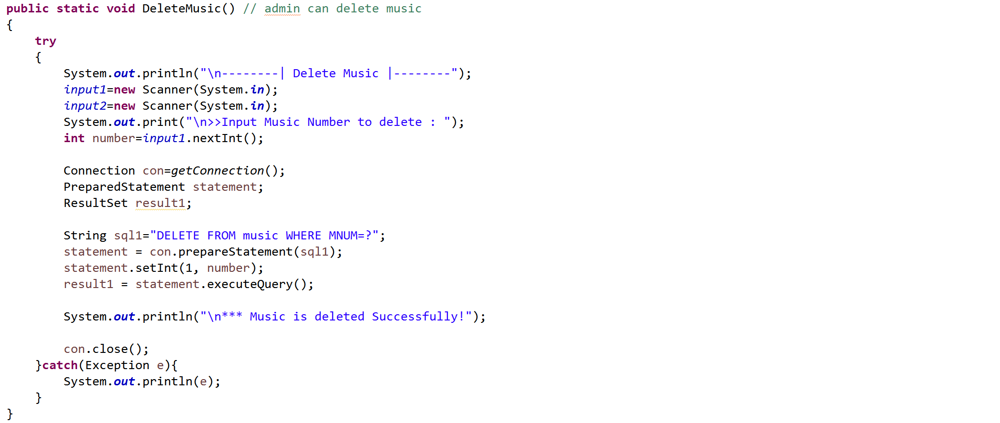 public static void DeleteMusic() // admin can delete music
{
    try
    {
        System.out.println("\n--------| Delete Music |--------");
        input1=new Scanner(System.in);
        input2=new Scanner(System.in);
        System.out.print("\n>>Input Music Number to delete : ");
        int number=input1.nextInt();

        Connection con=getConnection();
        PreparedStatement statement;
        ResultSet result1;

        String sql1="DELETE FROM music WHERE MNUM=?";
        statement = con.prepareStatement(sql1);
        statement.setInt(1, number);
        result1 = statement.executeQuery();

        System.out.println("\n*** Music is deleted Successfully!");

        con.close();
    }catch(Exception e){
        System.out.println(e);
    }
}